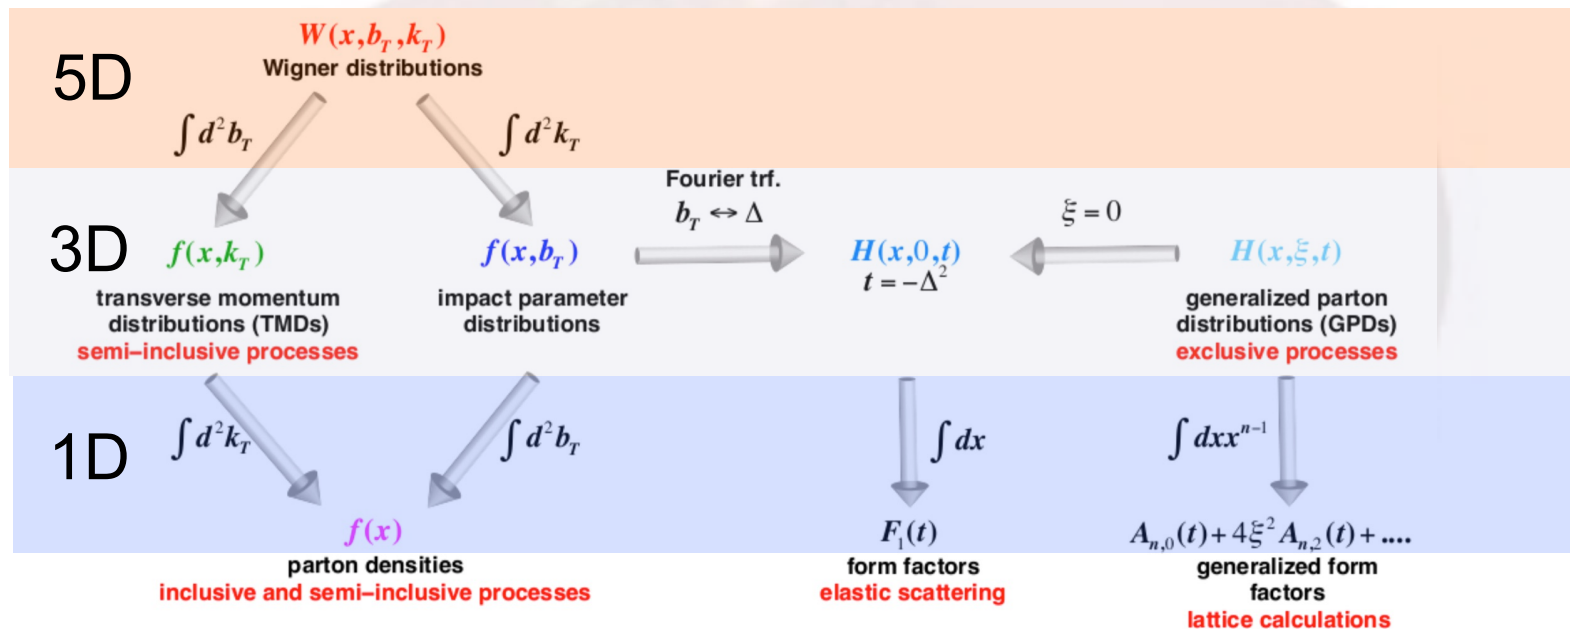 5D
W(x,b_T,k_T)
Wigner distributions
∫d²b_T
∫d²k_T
3D
f(x,k_T)
transverse momentum
distributions (TMDs)
semi–inclusive processes
f(x,b_T)
impact parameter
distributions
Fourier trf.
b_T ↔ Δ
H(x,0,t)
t = −Δ²
ξ = 0
H(x,ξ,t)
generalized parton
distributions (GPDs)
exclusive processes
1D
∫d²k_T
∫d²b_T
∫dx
∫dxx^{n−1}
f(x)
parton densities
inclusive and semi–inclusive processes
F_1(t)
form factors
elastic scattering
A_{n,0}(t)+4ξ²A_{n,2}(t)+....
generalized form
factors
lattice calculations